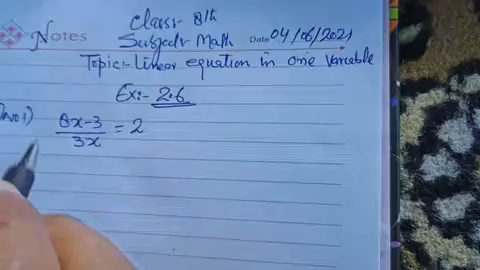 Class- 8th
Notes Subject:- Math Date 04/06/2021
Topic:- Linear equation in one Variable
Ex:- 2.6
8x-3 = 2
3x